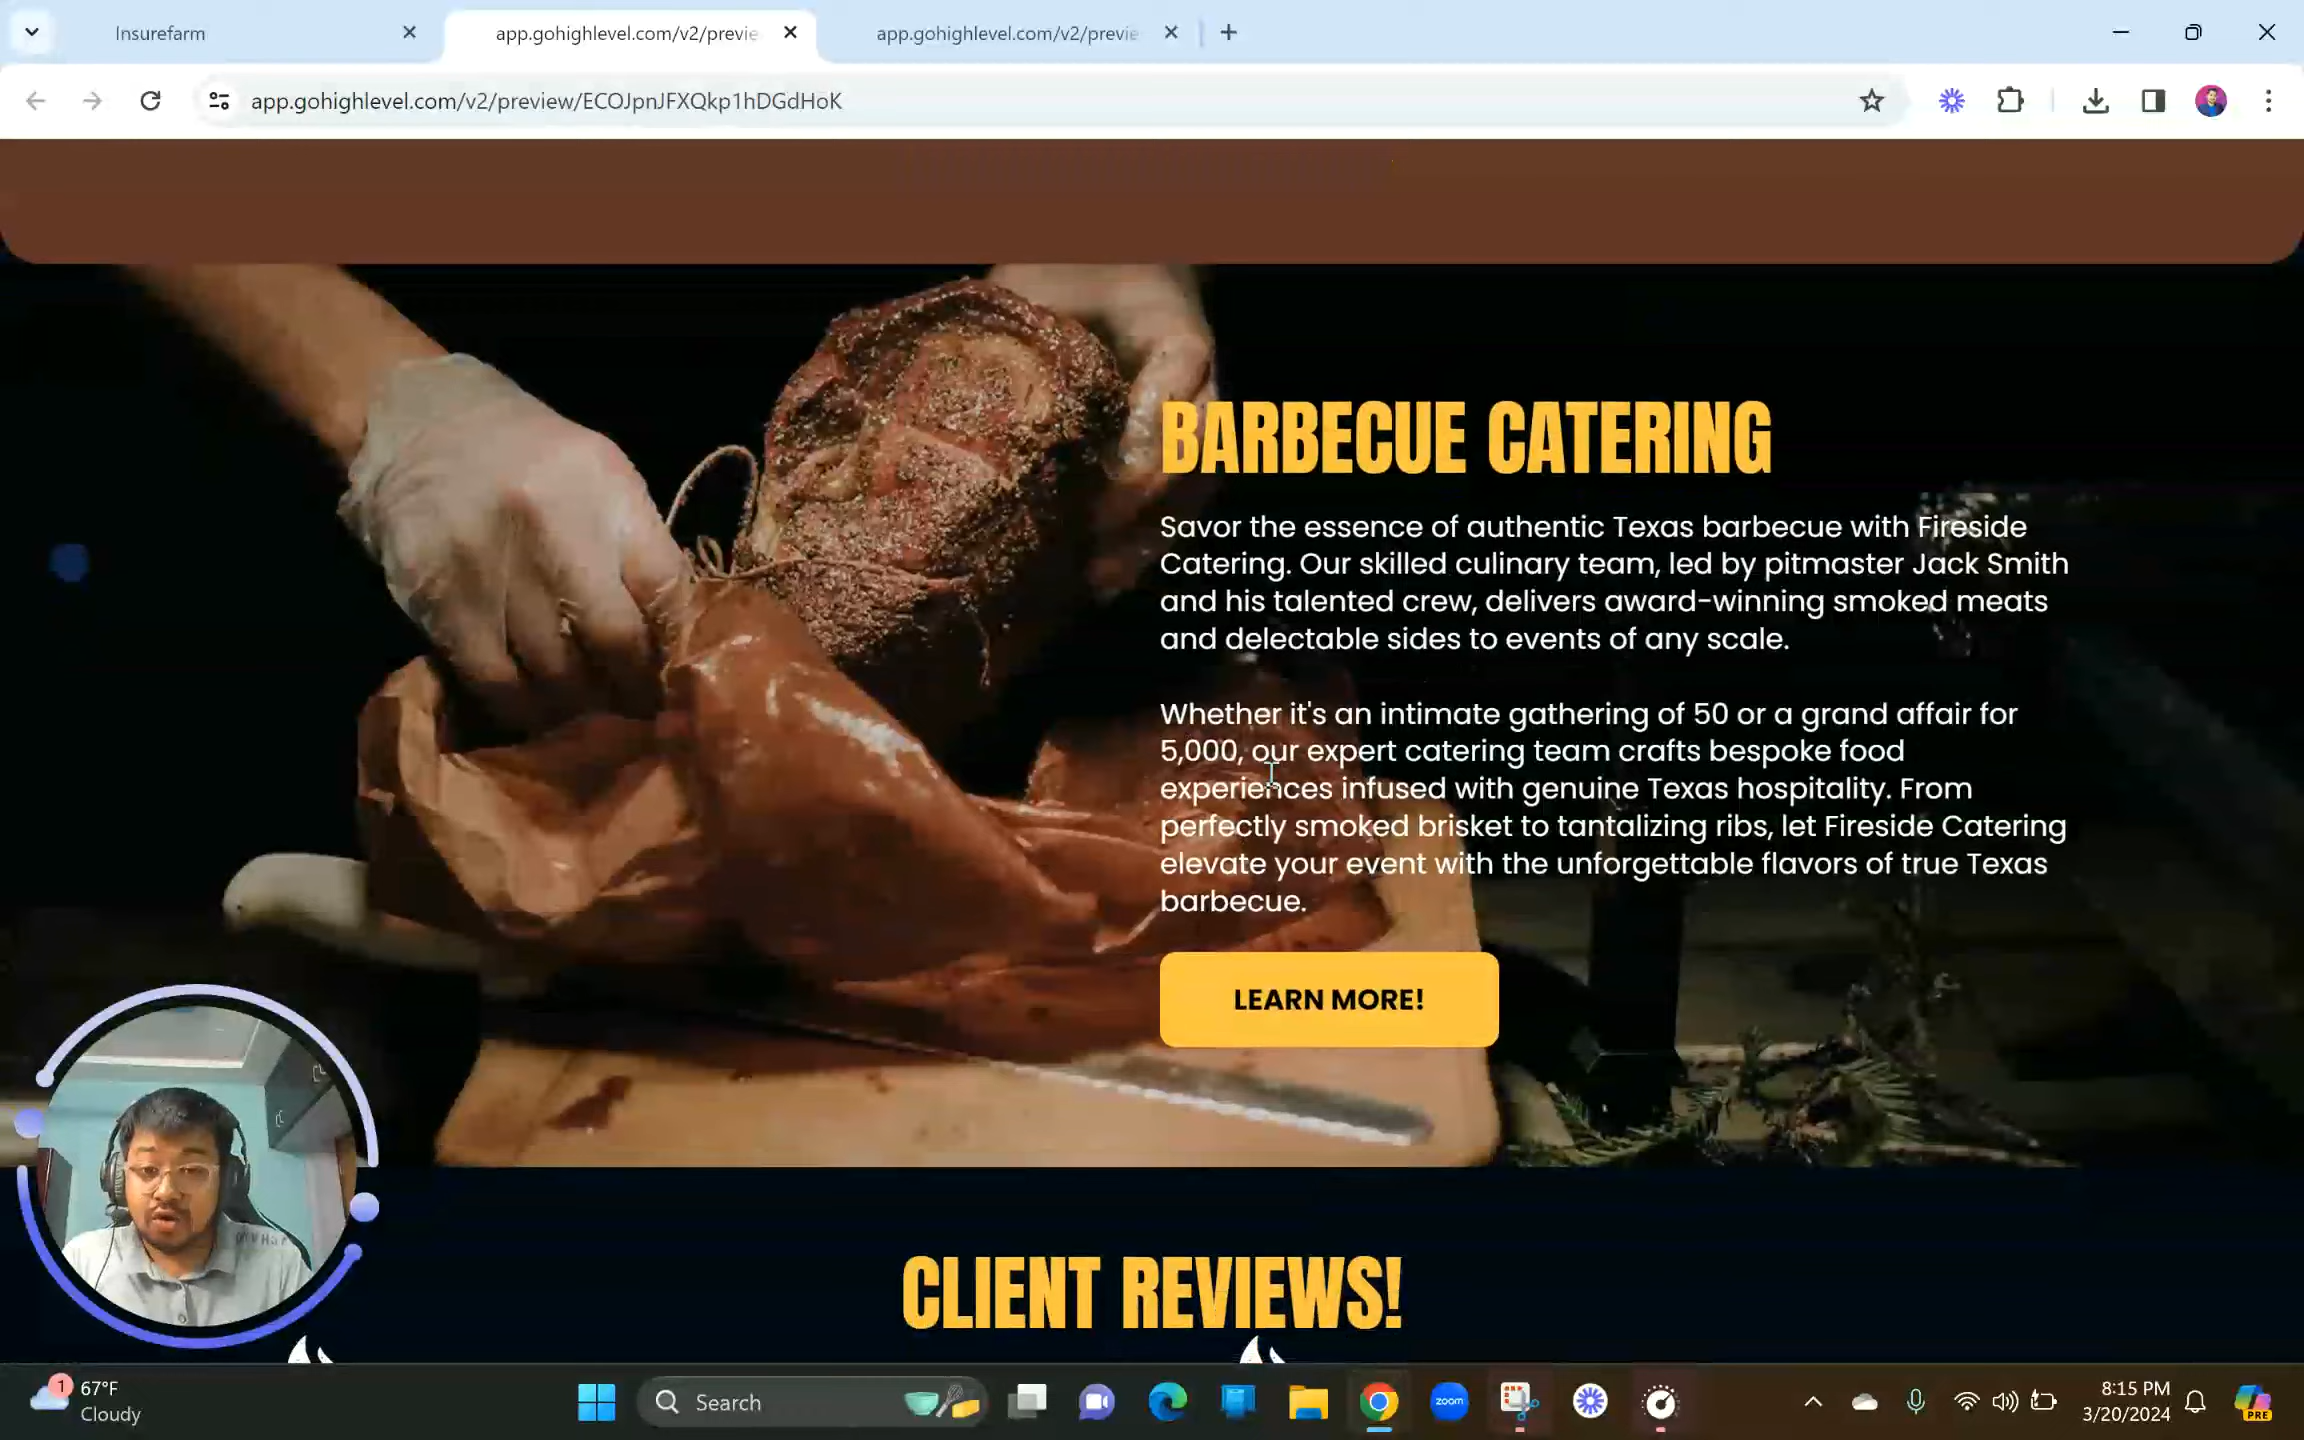 Insurefarm
app.gohighlevel.com/v2/previe
app.gohighlevel.com/v2/previe
app.gohighlevel.com/v2/preview/ECOJpnJFXQkp1hDGdHoK
BARBECUE CATERING
Savor the essence of authentic Texas barbecue with Fireside
Catering. Our skilled culinary team, led by pitmaster Jack Smith
and his talented crew, delivers award-winning smoked meats
and delectable sides to events of any scale.
Whether it's an intimate gathering of 50 or a grand affair for
5,000, our expert catering team crafts bespoke food
experiences infused with genuine Texas hospitality. From
perfectly smoked brisket to tantalizing ribs, let Fireside Catering
elevate your event with the unforgettable flavors of true Texas
barbecue.
LEARN MORE!
CLIENT REVIEWS!
1
67°F
Cloudy
Search
zoom
8:15 PM
3/20/2024
PRE